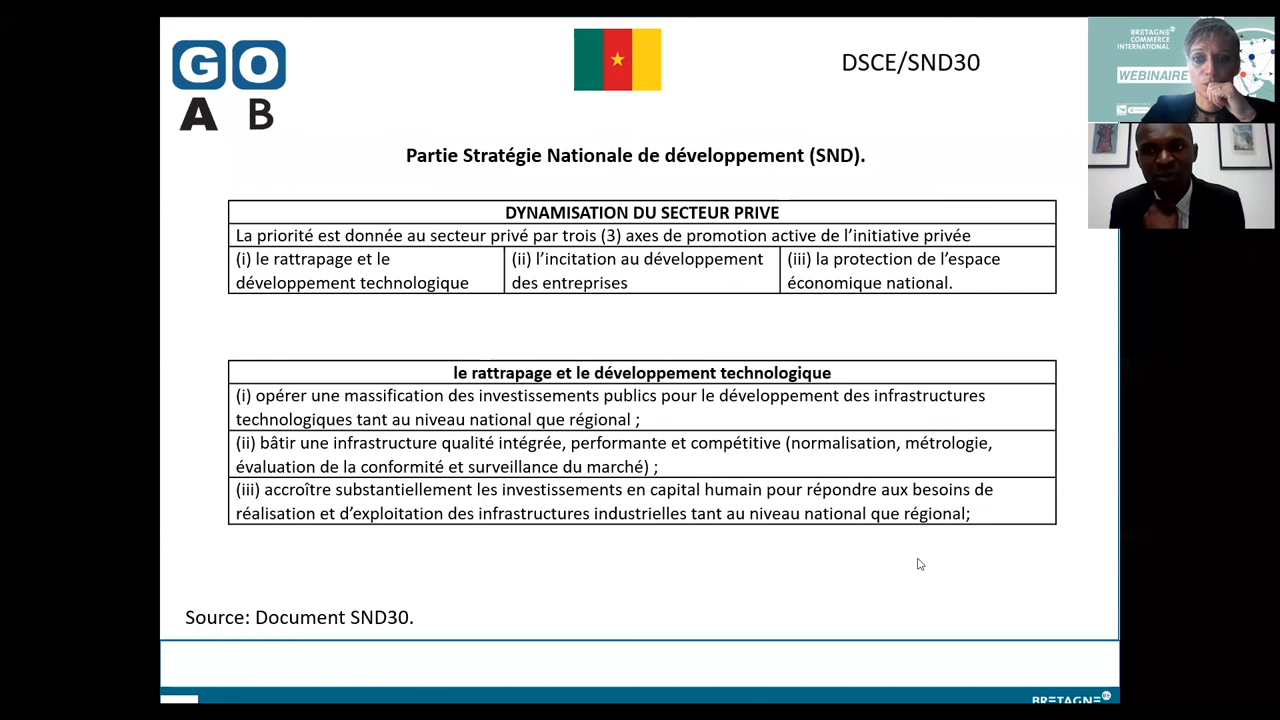 GO
A B
DSCE/SND30
BRETAGNE
COMMERCE
INTERNATIONAL
WEBINAIRE
Partie Stratégie Nationale de développement (SND).
DYNAMISATION DU SECTEUR PRIVE
La priorité est donnée au secteur privé par trois (3) axes de promotion active de l’initiative privée
(i) le rattrapage et le
développement technologique
(ii) l’incitation au développement
des entreprises
(iii) la protection de l’espace
économique national.
le rattrapage et le développement technologique
(i) opérer une massification des investissements publics pour le développement des infrastructures
technologiques tant au niveau national que régional ;
(ii) bâtir une infrastructure qualité intégrée, performante et compétitive (normalisation, métrologie,
évaluation de la conformité et surveillance du marché) ;
(iii) accroître substantiellement les investissements en capital humain pour répondre aux besoins de
réalisation et d’exploitation des infrastructures industrielles tant au niveau national que régional;
Source: Document SND30.
BRETAGNE